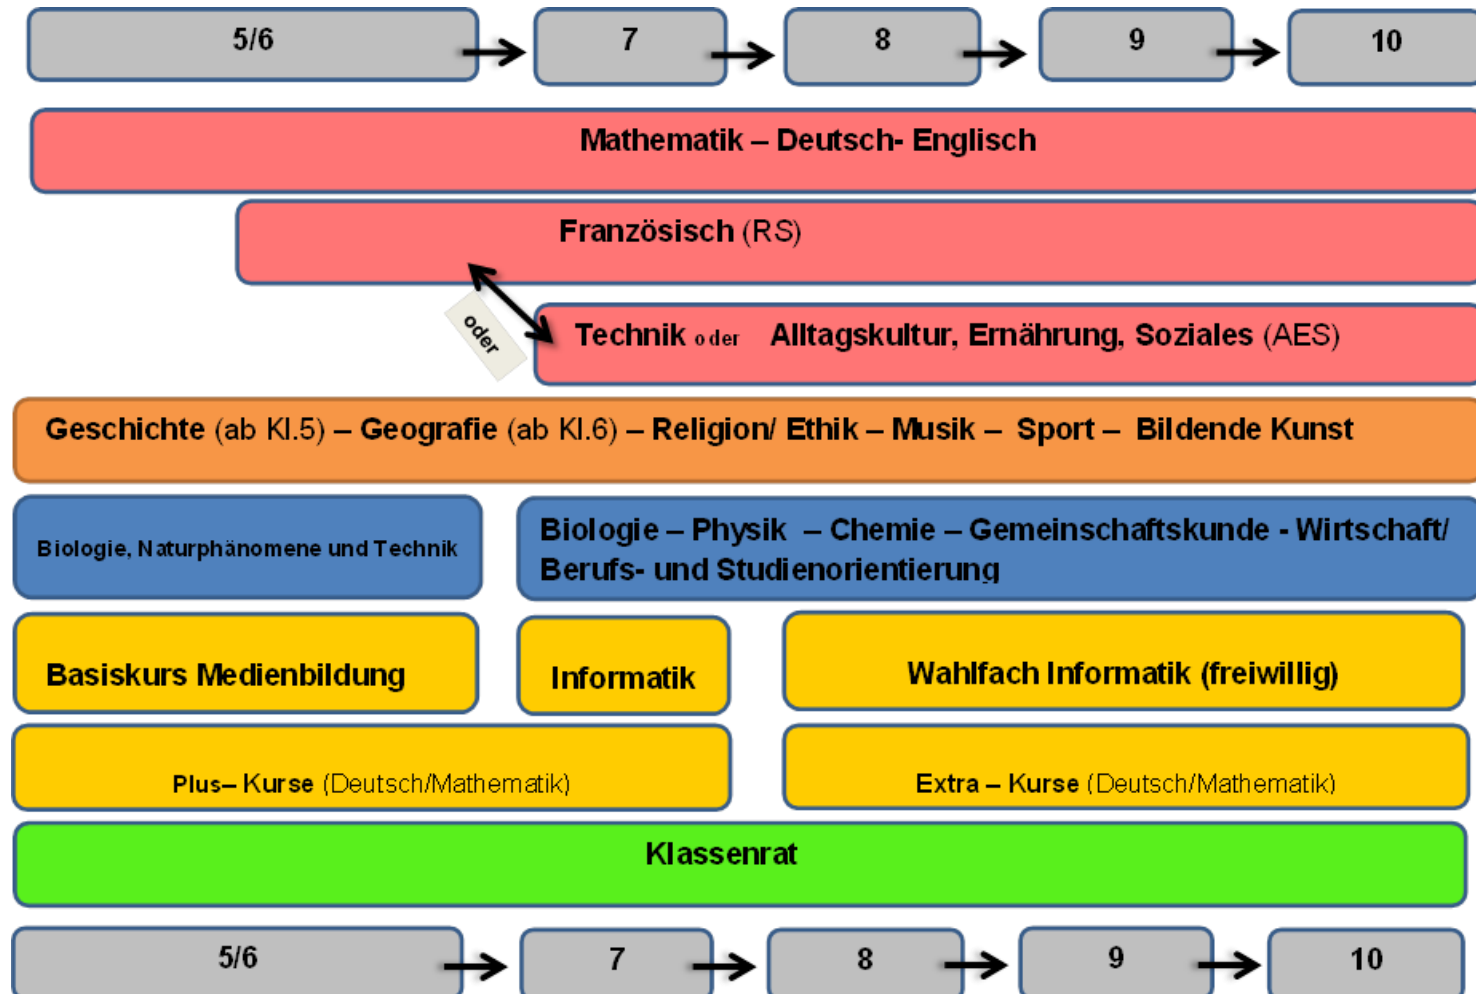 5/6
7
8
9
10
Mathematik – Deutsch- Englisch
Französisch (RS)
oder
Technik oder Alltagskultur, Ernährung, Soziales (AES)
Geschichte (ab Kl.5) – Geografie (ab Kl.6) – Religion/ Ethik – Musik – Sport – Bildende Kunst
Biologie, Naturphänomene und Technik
Biologie – Physik – Chemie – Gemeinschaftskunde - Wirtschaft/
Berufs- und Studienorientierung
Basiskurs Medienbildung
Informatik
Wahlfach Informatik (freiwillig)
Plus– Kurse (Deutsch/Mathematik)
Extra – Kurse (Deutsch/Mathematik)
Klassenrat
5/6
7
8
9
10